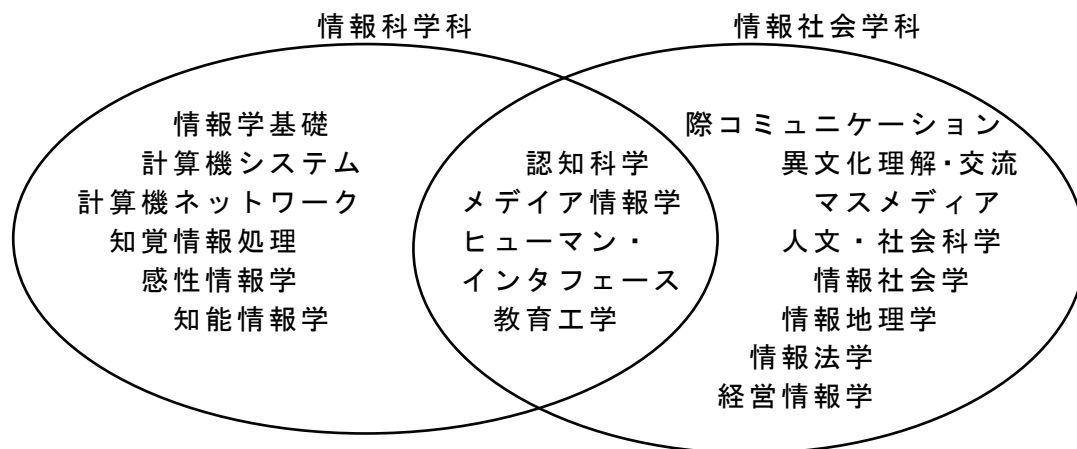 情報科学科
情報社会学科
情報学基礎
計算機システム
計算機ネットワーク
知覚情報処理
感性情報学
知能情報学
認知科学
メデイア情報学
ヒューマン・
インタフェース
教育工学
際コミュニケーション
異文化理解・交流
マスメディア
人文・社会科学
情報社会学
情報地理学
情報法学
経営情報学